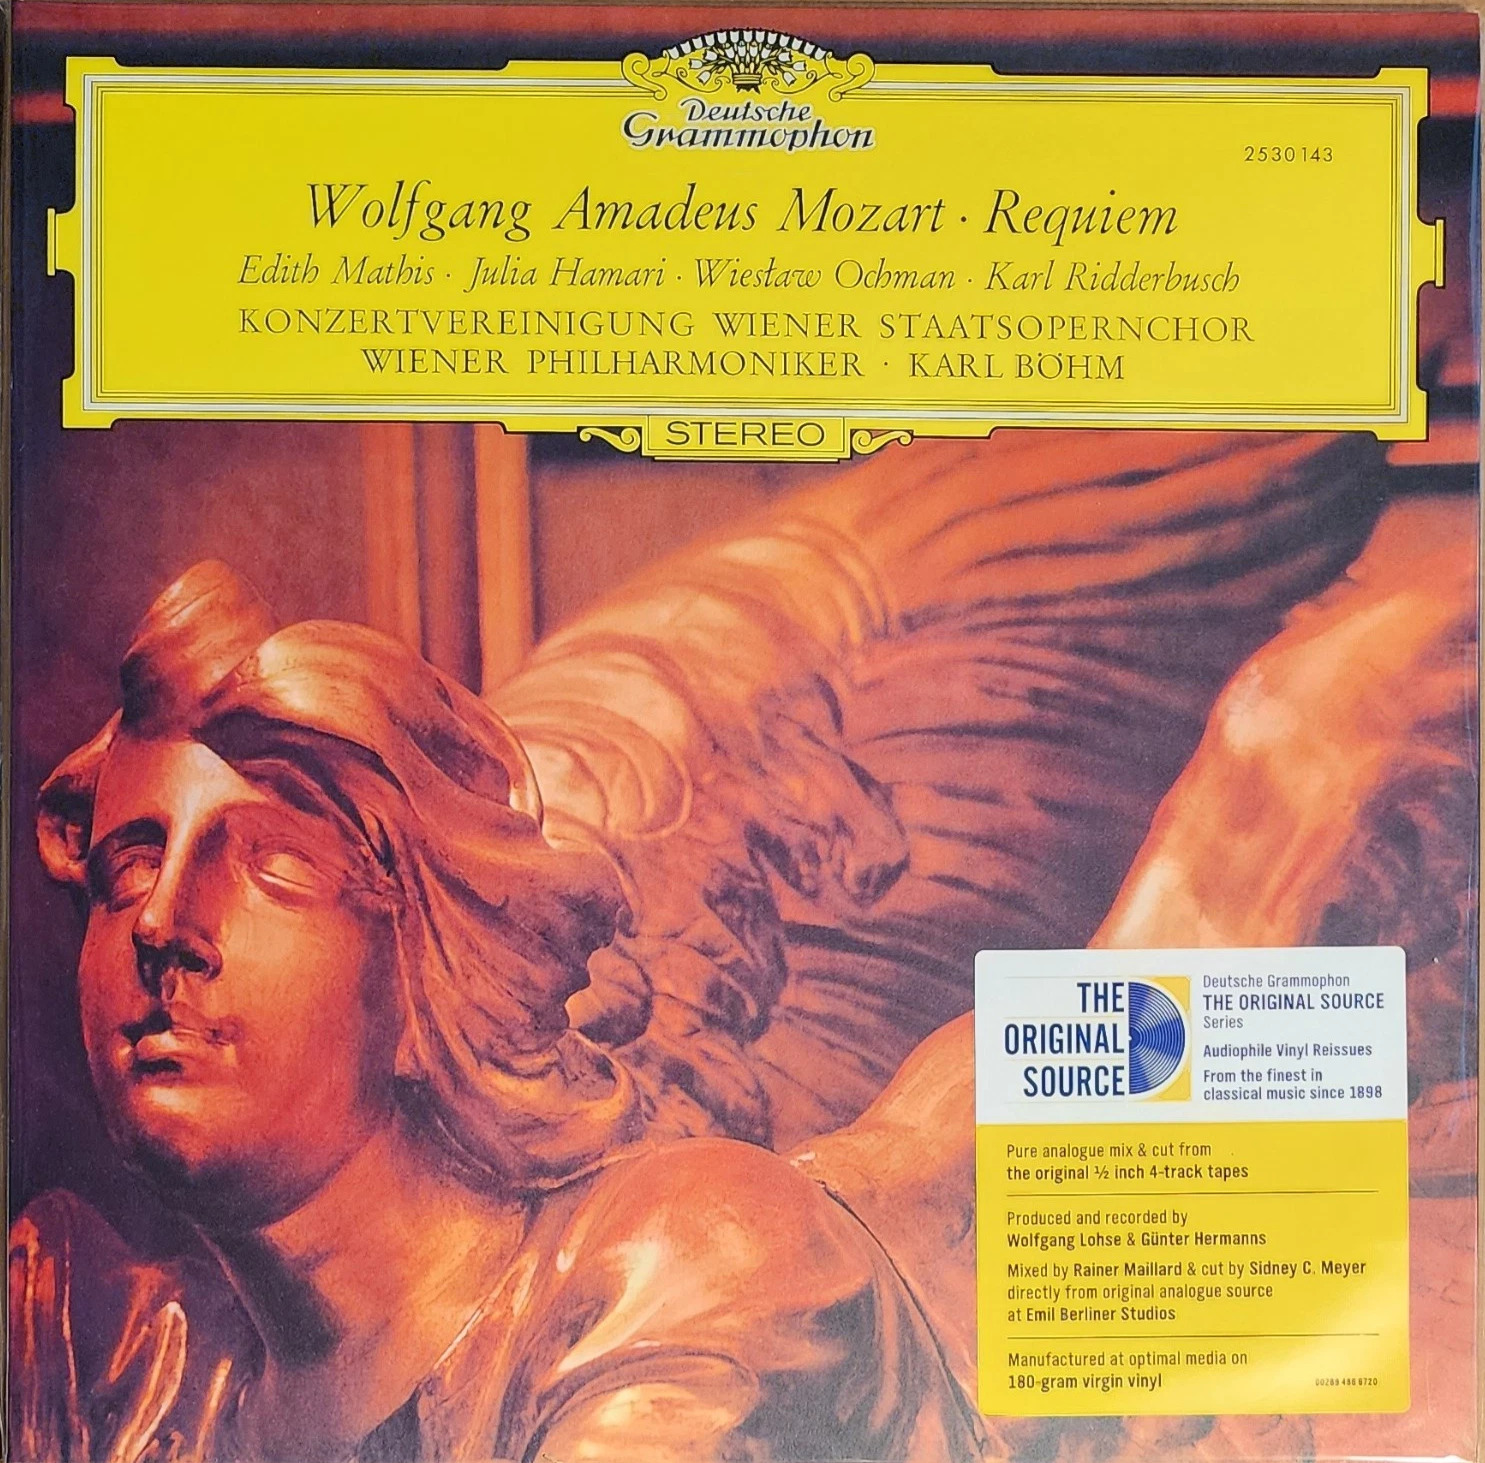 Deutsche
Grammophon
2530 143
Wolfgang Amadeus Mozart · Requiem
Edith Mathis · Julia Hamari · Wiesław Ochman · Karl Ridderbusch
KONZERTVEREINIGUNG WIENER STAATSOPERNCHOR
WIENER PHILHARMONIKER · KARL BÖHM
STEREO
THE
ORIGINAL
SOURCE
Deutsche Grammophon
THE ORIGINAL SOURCE
Series
Audiophile Vinyl Reissues
From the finest in
classical music since 1898
Pure analogue mix & cut from
the original ½ inch 4-track tapes
Produced and recorded by
Wolfgang Lohse & Günter Hermanns
Mixed by Rainer Maillard & cut by Sidney C. Meyer
directly from original analogue source
at Emil Berliner Studios
Manufactured at optimal media on
180-gram virgin vinyl
00289 486 6720